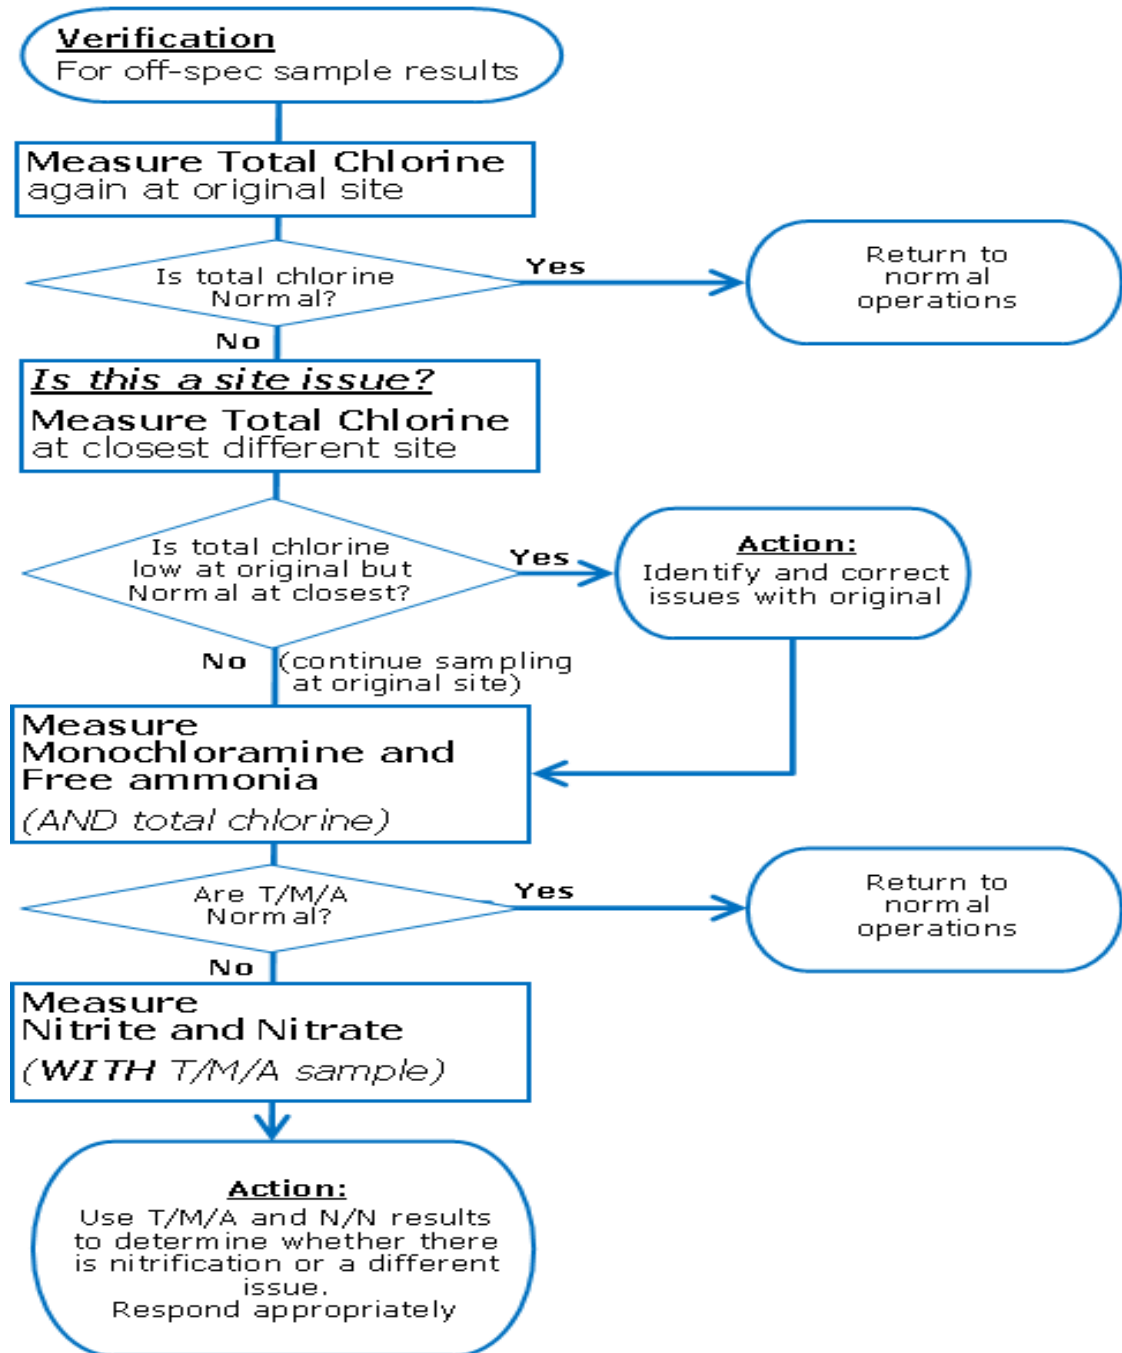 Verification
For off-spec sample results
Measure Total Chlorine
again at original site
Is total chlorine
Normal?
Yes
Return to
normal
operations
No
Is this a site issue?
Measure Total Chlorine
at closest different site
Is total chlorine
low at original but
Normal at closest?
Yes
Action:
Identify and correct
issues with original
No (continue sampling
at original site)
Measure
Monochloramine and
Free ammonia
(AND total chlorine)
Are T/M/A
Normal?
Yes
Return to
normal
operations
No
Measure
Nitrite and Nitrate
(WITH T/M/A sample)
Action:
Use T/M/A and N/N results
to determine whether there
is nitrification or a different
issue.
Respond appropriately